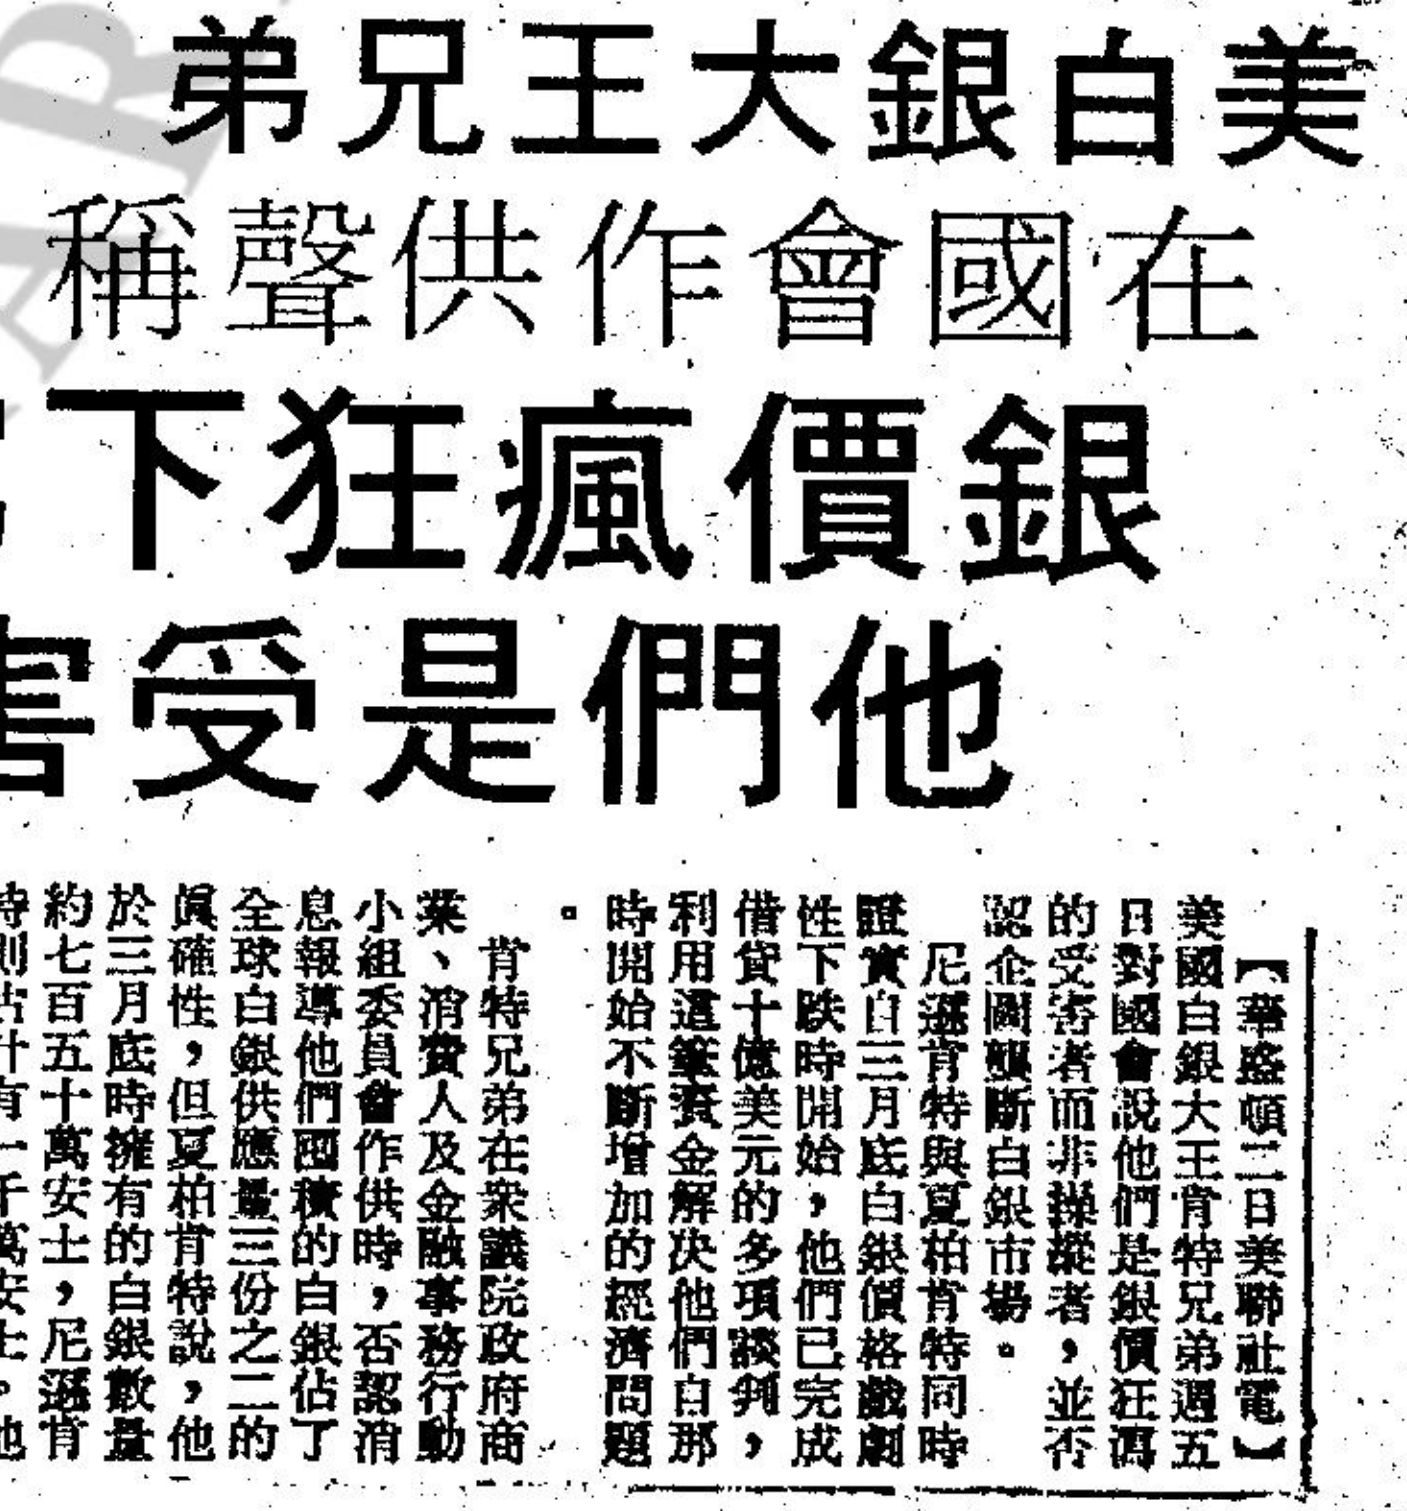 美白銀大王兄弟
在國會作供聲稱
銀價瘋狂下
他們是受害
【華盛頓二日美聯社電】
美國白銀大王肯特兄弟週五
日對國會說他們是銀價狂瀉
的受害者而非操縱者，並否
認企圖壟斷白銀市場。
尼遜肯特與夏柏肯特同時
證實自三月底白銀價格戲劇
性下跌時開始，他們已完成
借貸十億美元的多項談判，
利用這筆資金解决他們自那
時開始不斷增加的經濟問題
。
肯特兄弟在衆議院政府商
業、消費人及金融事務行動
小組委員會作供時，否認消
息報導他們囤積的白銀佔了
全球白銀供應量三份之二的
眞確性，但夏柏肯特說，他
於三月底時擁有的白銀數量
約七百五十萬安士，尼遜肯
特則估計有一千萬安士。他